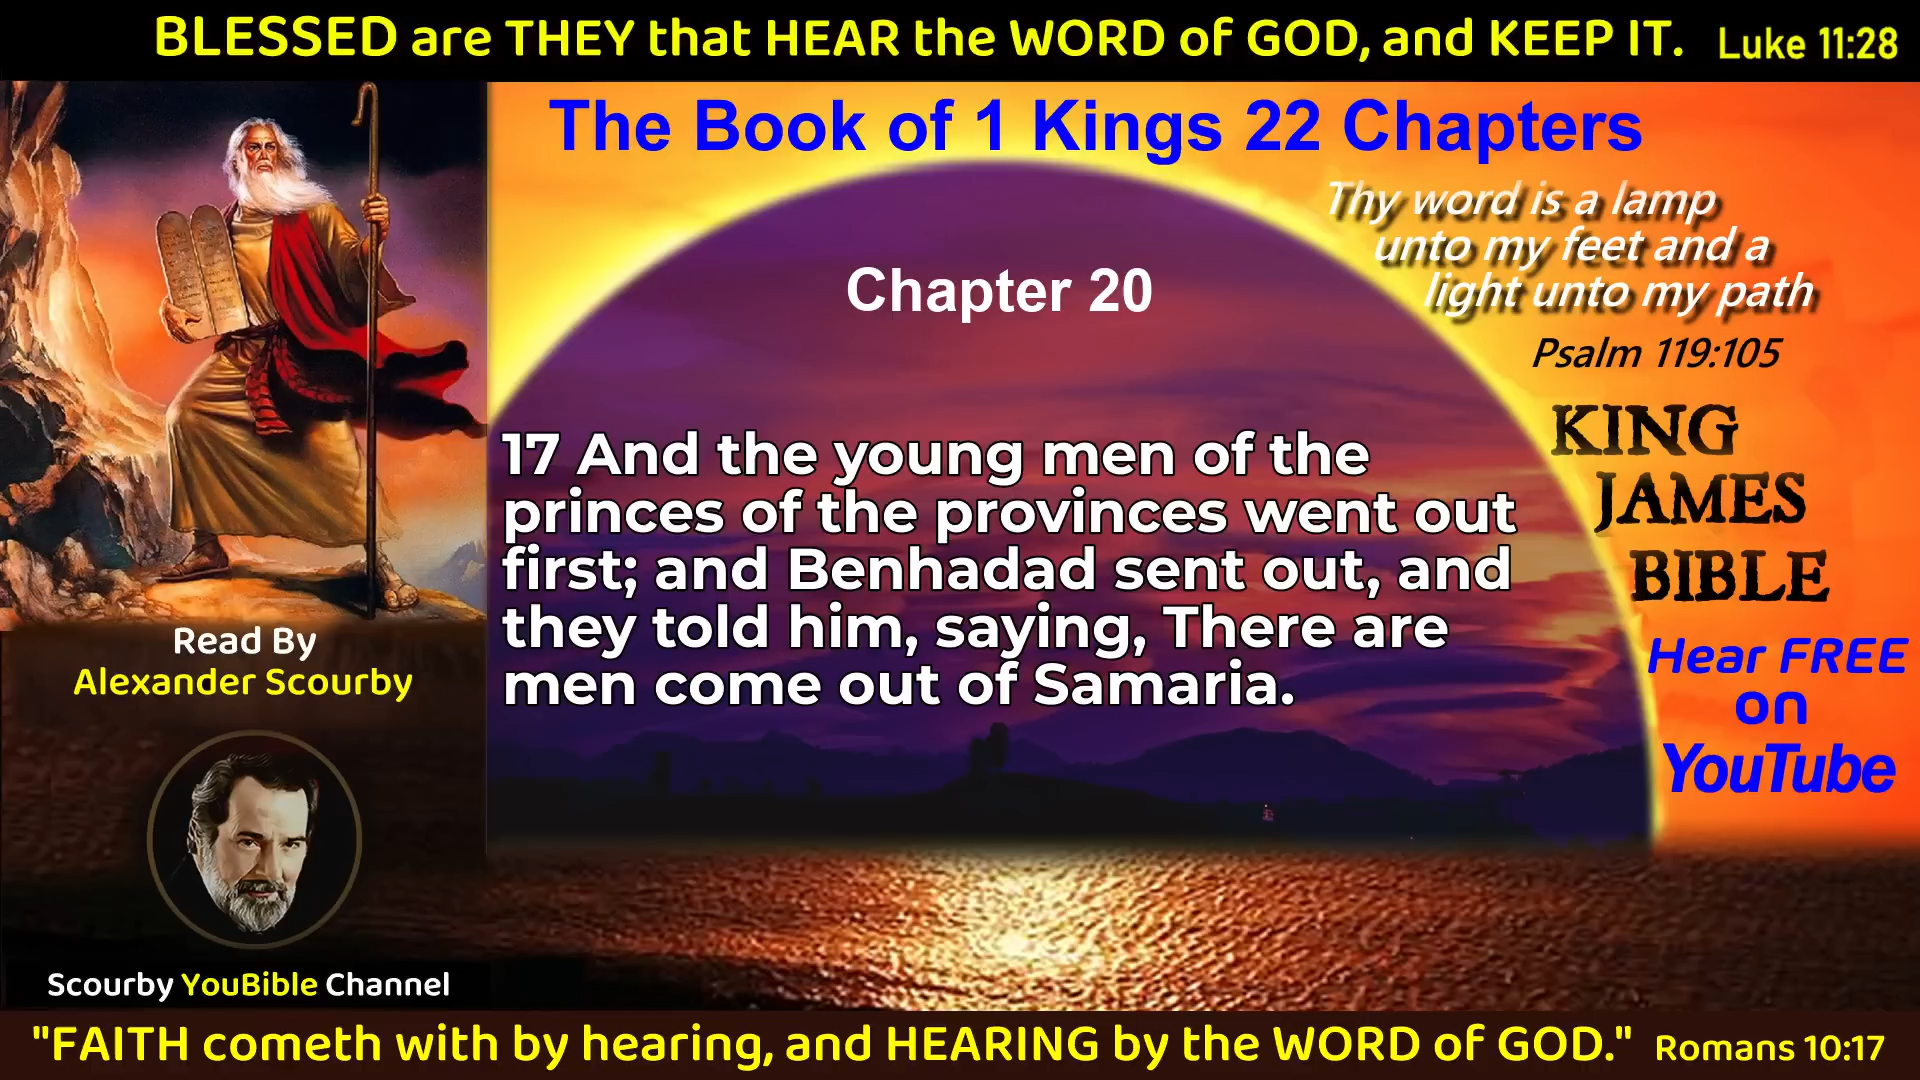 BLESSED are THEY that HEAR the WORD of GOD, and KEEP IT. Luke 11:28
The Book of 1 Kings 22 Chapters
Thy word is a lamp
unto my feet and a
light unto my path
Psalm 119:105
Chapter 20
17 And the young men of the
princes of the provinces went out
first; and Benhadad sent out, and
they told him, saying, There are
men come out of Samaria.
KING
JAMES
BIBLE
Hear FREE
on
YouTube
Read By
Alexander Scourby
Scourby YouBible Channel
"FAITH cometh with by hearing, and HEARING by the WORD of GOD." Romans 10:17